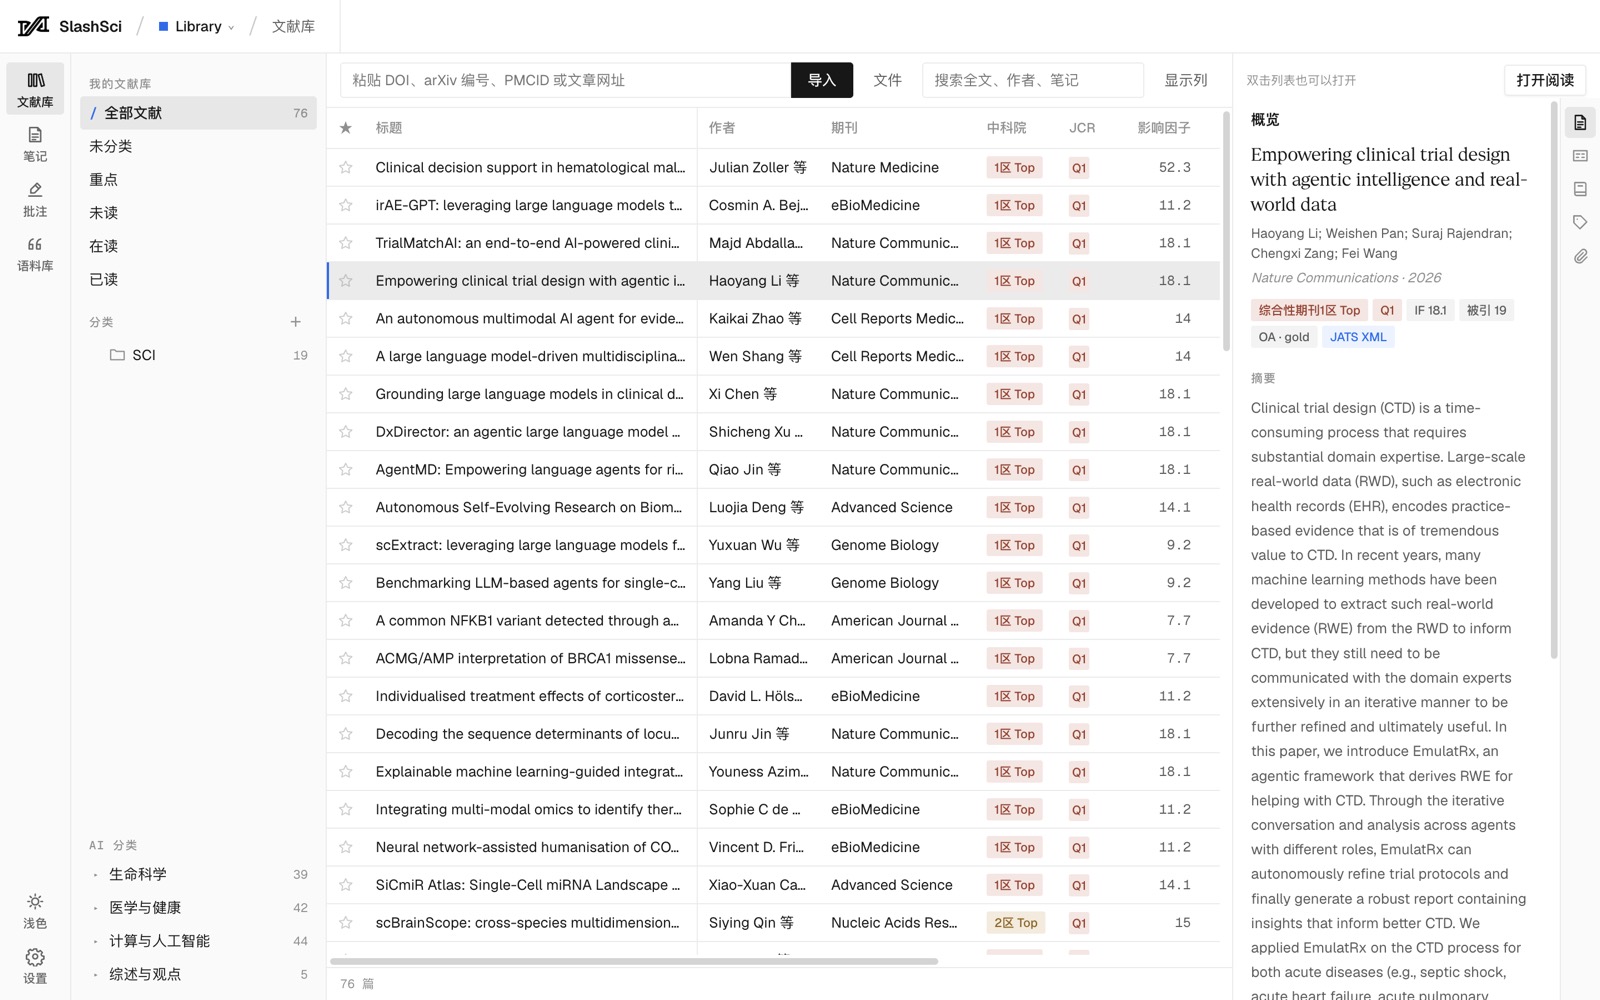 SlashSci / Library / 文献库
文献库
笔记
批注
语料库
浅色
设置
我的文献库
/ 全部文献 76
未分类
重点
未读
在读
已读
分类 +
SCI 19
AI 分类
生命科学 39
医学与健康 42
计算与人工智能 44
综述与观点 5
粘贴 DOI、arXiv 编号、PMCID 或文章网址 导入 文件 搜索全文、作者、笔记 显示列
★ 标题 作者 期刊 中科院 JCR 影响因子
Clinical decision support in hematological mal... Julian Zoller 等 Nature Medicine 1区 Top Q1 52.3
irAE-GPT: leveraging large language models t... Cosmin A. Bej... eBioMedicine 1区 Top Q1 11.2
TrialMatchAI: an end-to-end AI-powered clini... Majd Abdalla... Nature Communic... 1区 Top Q1 18.1
Empowering clinical trial design with agentic i... Haoyang Li 等 Nature Communic... 1区 Top Q1 18.1
An autonomous multimodal AI agent for evide... Kaikai Zhao 等 Cell Reports Medic... 1区 Top Q1 14
A large language model-driven multidisciplina... Wen Shang 等 Cell Reports Medic... 1区 Top Q1 14
Grounding large language models in clinical d... Xi Chen 等 Nature Communic... 1区 Top Q1 18.1
DxDirector: an agentic large language model ... Shicheng Xu ... Nature Communic... 1区 Top Q1 18.1
AgentMD: Empowering language agents for ri... Qiao Jin 等 Nature Communic... 1区 Top Q1 18.1
Autonomous Self-Evolving Research on Biom... Luojia Deng 等 Advanced Science 1区 Top Q1 14.1
scExtract: leveraging large language models f... Yuxuan Wu 等 Genome Biology 1区 Top Q1 9.2
Benchmarking LLM-based agents for single-c... Yang Liu 等 Genome Biology 1区 Top Q1 9.2
A common NFKB1 variant detected through a... Amanda Y Ch... American Journal ... 1区 Top Q1 7.7
ACMG/AMP interpretation of BRCA1 missense... Lobna Ramad... American Journal ... 1区 Top Q1 7.7
Individualised treatment effects of corticoster... David L. Höls... eBioMedicine 1区 Top Q1 11.2
Decoding the sequence determinants of locu... Junru Jin 等 Nature Communic... 1区 Top Q1 18.1
Explainable machine learning-guided integrat... Youness Azim... Nature Communic... 1区 Top Q1 18.1
Integrating multi-modal omics to identify ther... Sophie C de ... eBioMedicine 1区 Top Q1 11.2
Neural network-assisted humanisation of CO... Vincent D. Fri... eBioMedicine 1区 Top Q1 11.2
SiCmiR Atlas: Single-Cell miRNA Landscape ... Xiao-Xuan Ca... Advanced Science 1区 Top Q1 14.1
scBrainScope: cross-species multidimension... Siying Qin 等 Nucleic Acids Res... 2区 Top Q1 15
76 篇
双击列表也可以打开 打开阅读
概览
Empowering clinical trial design
with agentic intelligence and real-
world data
Haoyang Li; Weishen Pan; Suraj Rajendran;
Chengxi Zang; Fei Wang
Nature Communications · 2026
综合性期刊1区 Top Q1 IF 18.1 被引 19
OA · gold JATS XML
摘要
Clinical trial design (CTD) is a time-
consuming process that requires
substantial domain expertise. Large-scale
real-world data (RWD), such as electronic
health records (EHR), encodes practice-
based evidence that is of tremendous
value to CTD. In recent years, many
machine learning methods have been
developed to extract such real-world
evidence (RWE) from the RWD to inform
CTD, but they still need to be
communicated with the domain experts
extensively in an iterative manner to be
further refined and ultimately useful. In
this paper, we introduce EmulatRx, an
agentic framework that derives RWE for
helping with CTD. Through the iterative
conversation and analysis across agents
with different roles, EmulatRx can
autonomously refine trial protocols and
finally generate a robust report containing
insights that inform better CTD. We
applied EmulatRx on the CTD process for
both acute diseases (e.g., septic shock,
acute heart failure, acute pulmonary